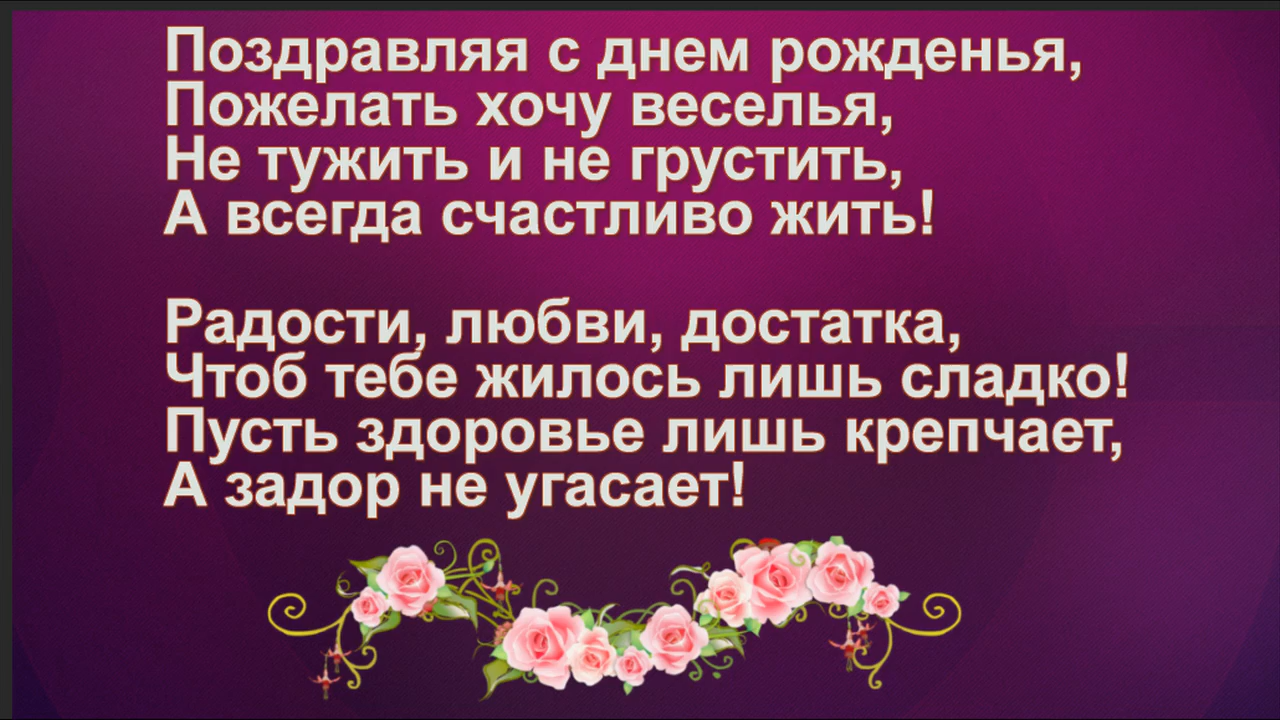 Поздравляя с днем рожденья,
Пожелать хочу веселья,
Не тужить и не грустить,
А всегда счастливо жить!
Радости, любви, достатка,
Чтоб тебе жилось лишь сладко!
Пусть здоровье лишь крепчает,
А задор не угасает!